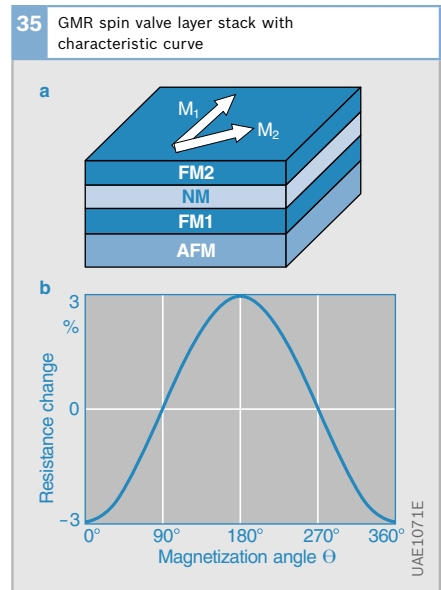 35
GMR spin valve layer stack with
characteristic curve
a
M1
M2
FM2
NM
FM1
AFM
b
3
%
0
-3
Resistance change
0° 90° 180° 270° 360°
Magnetization angle Θ
UAE1071E